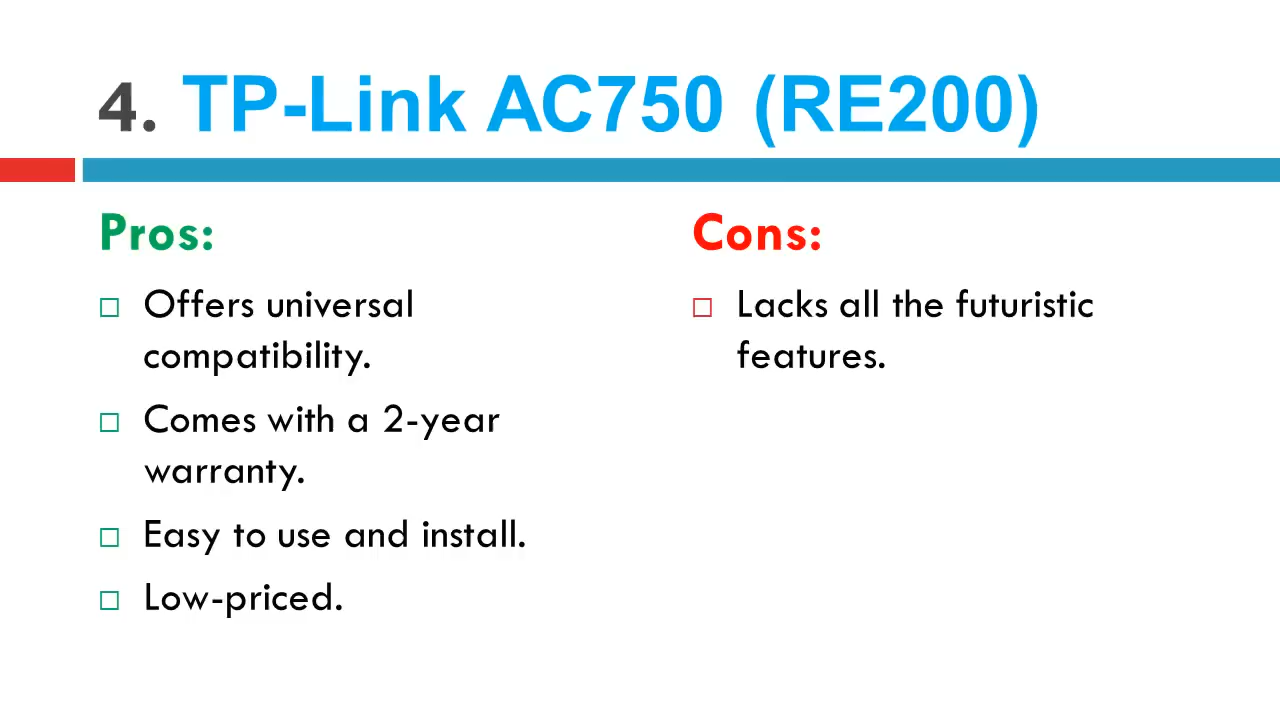 4. TP-Link AC750 (RE200)
Pros:
Offers universal
compatibility.
Comes with a 2-year
warranty.
Easy to use and install.
Low-priced.
Cons:
Lacks all the futuristic
features.